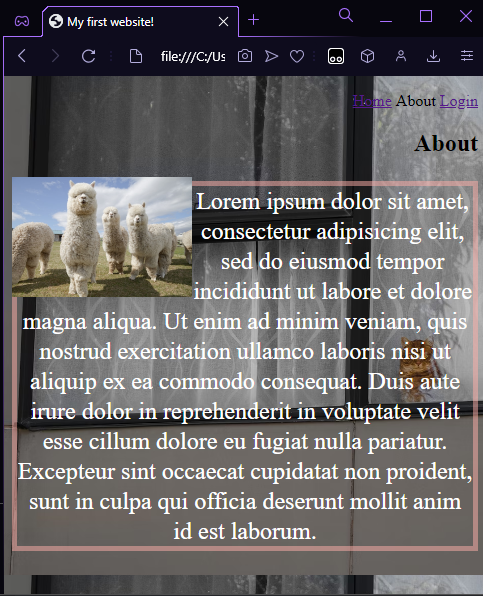 My first website!
file:///C:/Us
Home About Login
About
Lorem ipsum dolor sit amet,
consectetur adipisicing elit,
sed do eiusmod tempor
incididunt ut labore et dolore
magna aliqua. Ut enim ad minim veniam, quis
nostrud exercitation ullamco laboris nisi ut
aliquip ex ea commodo consequat. Duis aute
irure dolor in reprehenderit in voluptate velit
esse cillum dolore eu fugiat nulla pariatur.
Excepteur sint occaecat cupidatat non proident,
sunt in culpa qui officia deserunt mollit anim
id est laborum.